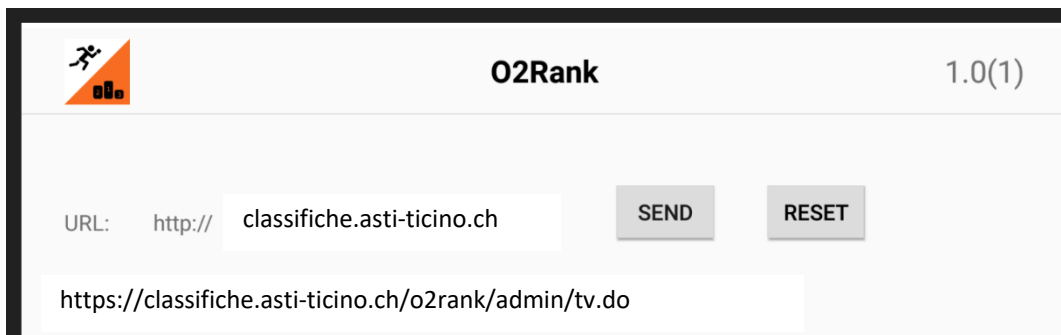 O2Rank 1.0(1)
URL: http:// classifiche.asti-ticino.ch SEND RESET
https://classifiche.asti-ticino.ch/o2rank/admin/tv.do